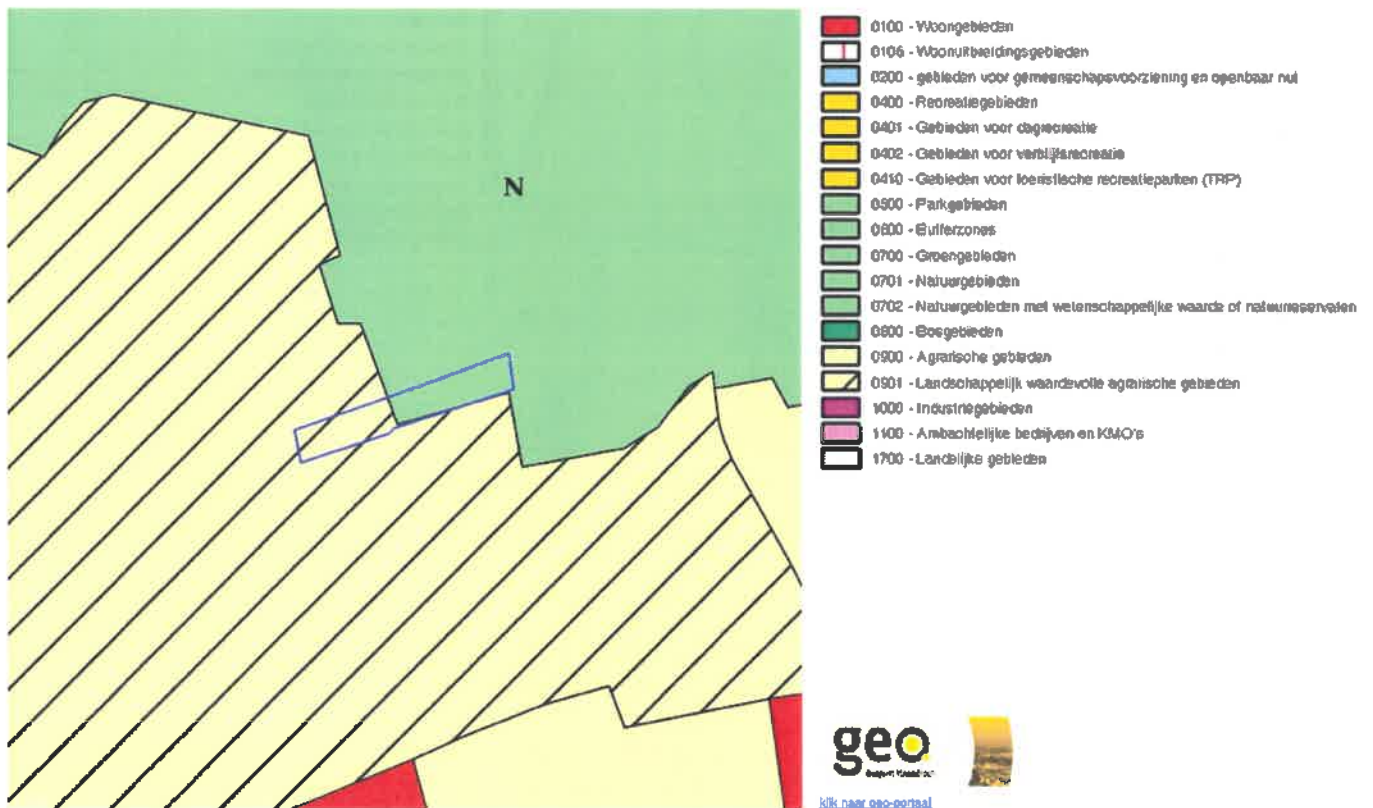 N
0100 - Woongebieden
0105 - Woonuitbreidingsgebieden
0200 - gebieden voor gemeenschapsvoorziening en openbaar nut
0400 - Recreatiegebieden
0401 - Gebieden voor dagrecreatie
0402 - Gebieden voor verblijfsrecreatie
0410 - Gebieden voor toeristische recreatieparken (TRP)
0500 - Parkgebieden
0600 - Bufferzones
0700 - Groengebieden
0701 - Natuurgebieden
0702 - Natuurgebieden met wetenschappelijke waarde of natuurreservaten
0800 - Bosgebieden
0900 - Agrarische gebieden
0901 - Landschappelijk waardevolle agrarische gebieden
1000 - Industriegebieden
1100 - Ambachtelijke bedrijven en KMO's
1700 - Landelijke gebieden
geo
klik naar geo-portaal